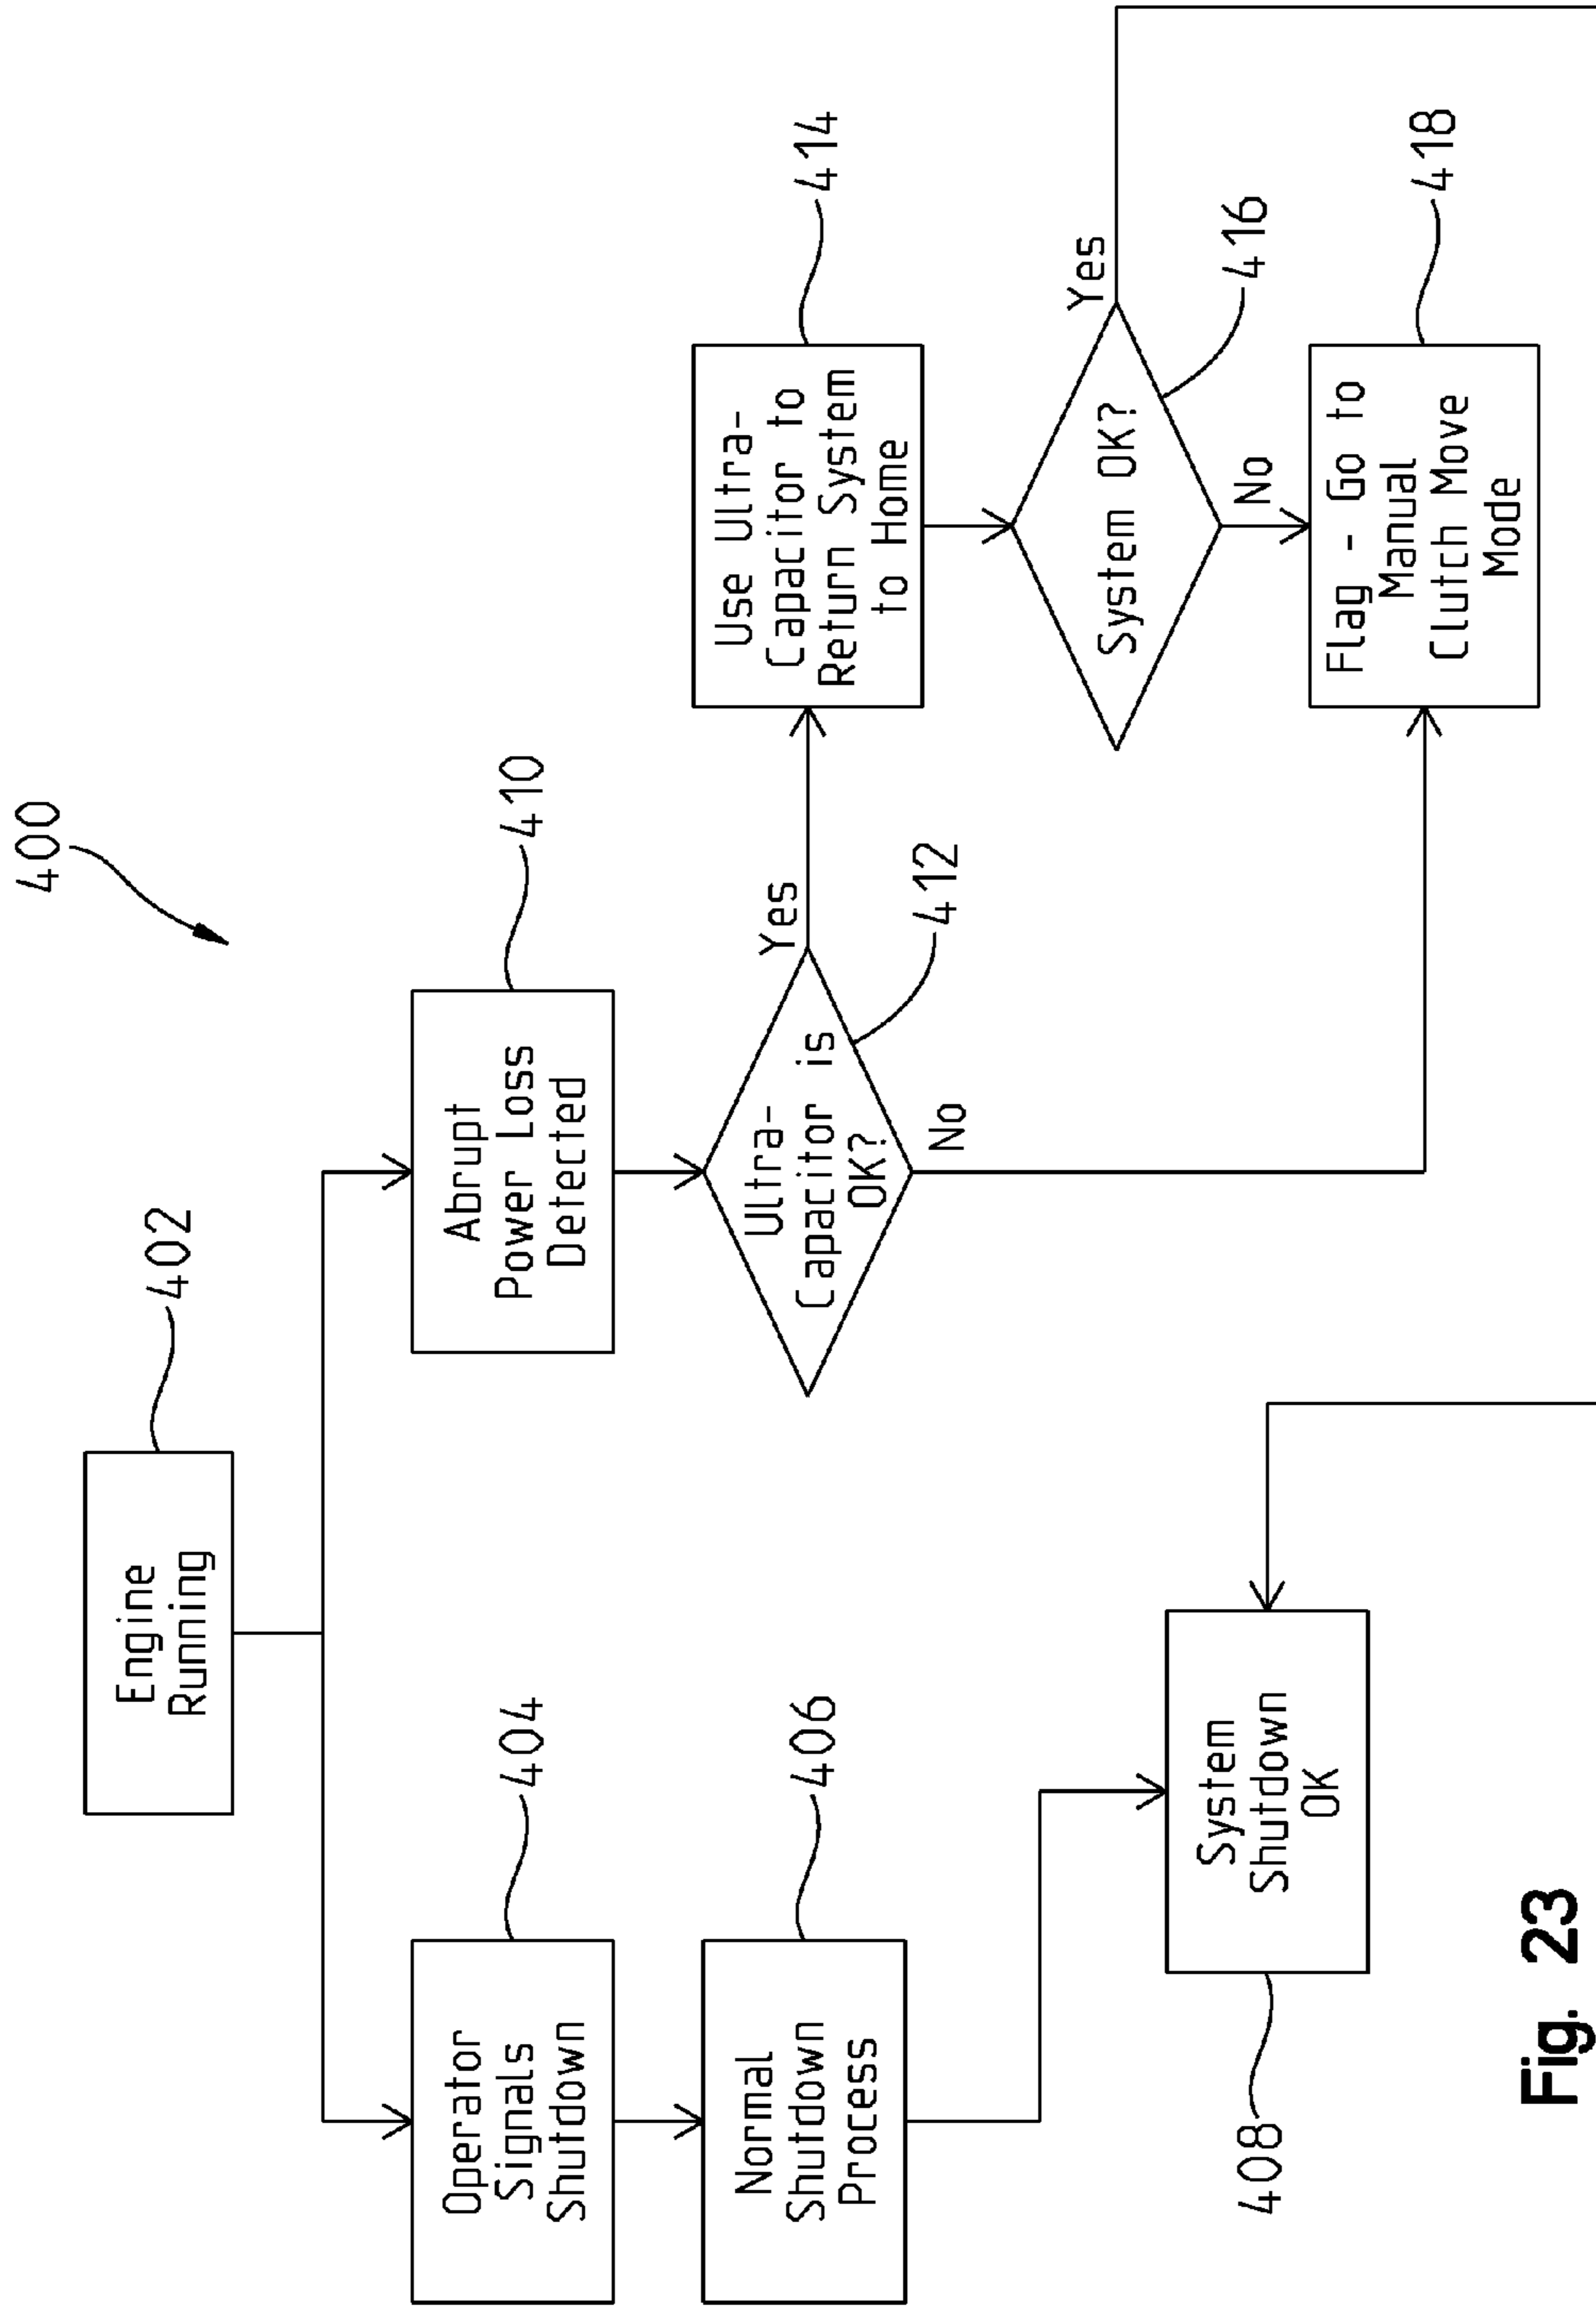 400
Engine
Running
402
Operator
Signals
Shutdown
404
Abrupt
Power Loss
Detected
410
Normal
Shutdown
Process
406
Ultra-
Capacitor is
OK?
412
Yes
No
Use Ultra-
Capacitor to
Return System
to Home
414
System OK?
416
Yes
No
System
Shutdown
OK
408
Flag - Go to
Manual
Clutch Move
Mode
418
Fig. 23